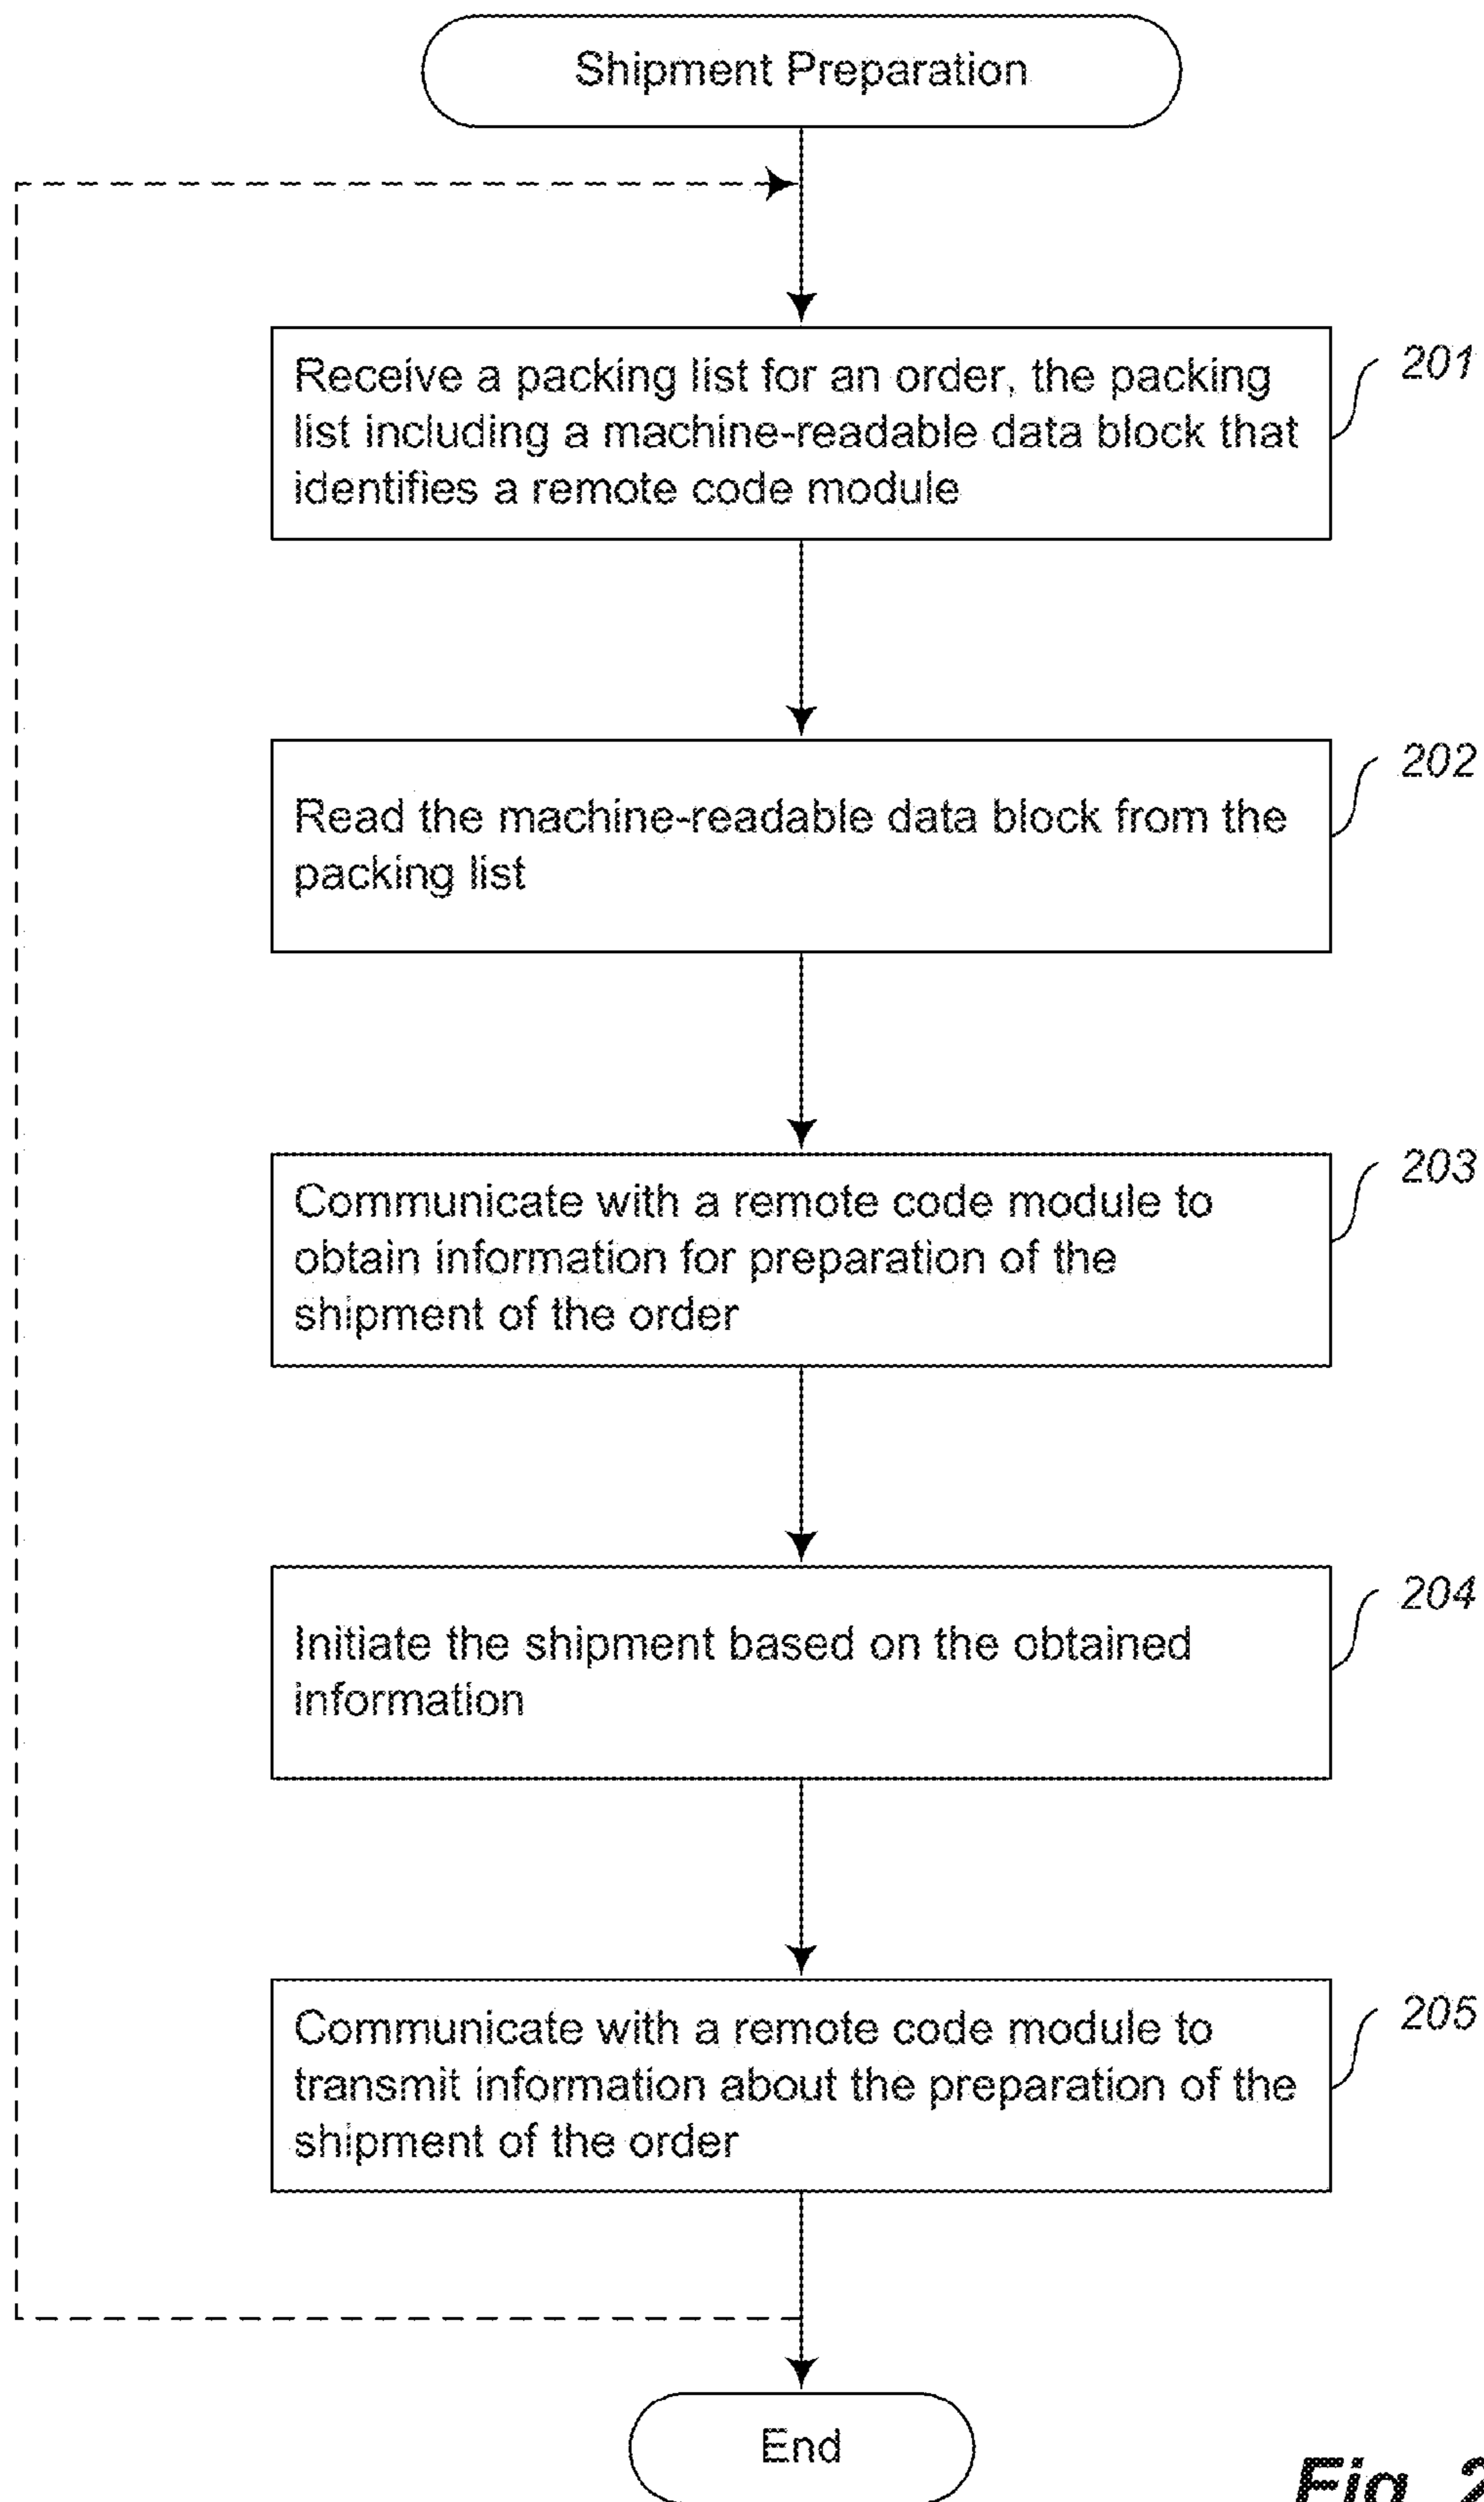 Shipment Preparation
Receive a packing list for an order, the packing
list including a machine-readable data block that
identifies a remote code module
201
Read the machine-readable data block from the
packing list
202
Communicate with a remote code module to
obtain information for preparation of the
shipment of the order
203
Initiate the shipment based on the obtained
information
204
Communicate with a remote code module to
transmit information about the preparation of the
shipment of the order
205
End
Fig. 2